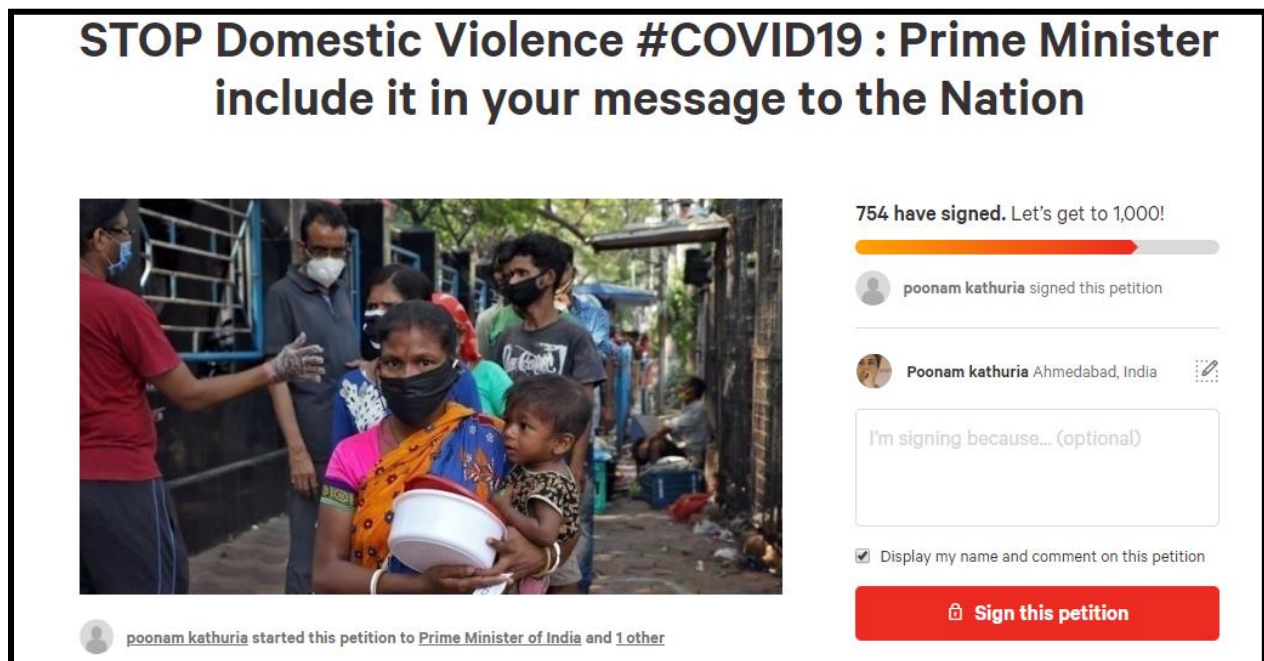 STOP Domestic Violence #COVID19 : Prime Minister
include it in your message to the Nation
754 have signed. Let's get to 1,000!
poonam kathuria signed this petition
Poonam kathuria Ahmedabad, India
I'm signing because... (optional)
Display my name and comment on this petition
Sign this petition
poonam kathuria started this petition to Prime Minister of India and 1 other